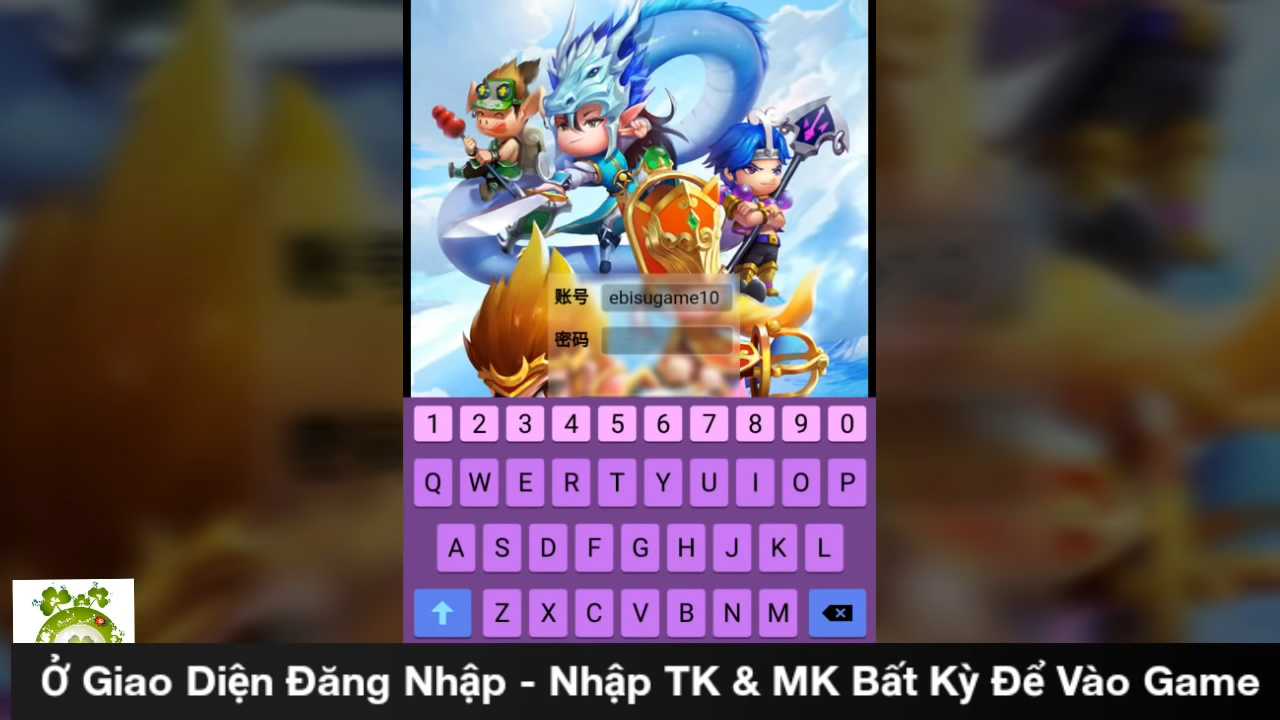 账号 ebisugame10
密码
1 2 3 4 5 6 7 8 9 0
Q W E R T Y U I O P
A S D F G H J K L
Z X C V B N M
Ở Giao Diện Đăng Nhập - Nhập TK & MK Bất Kỳ Để Vào Game